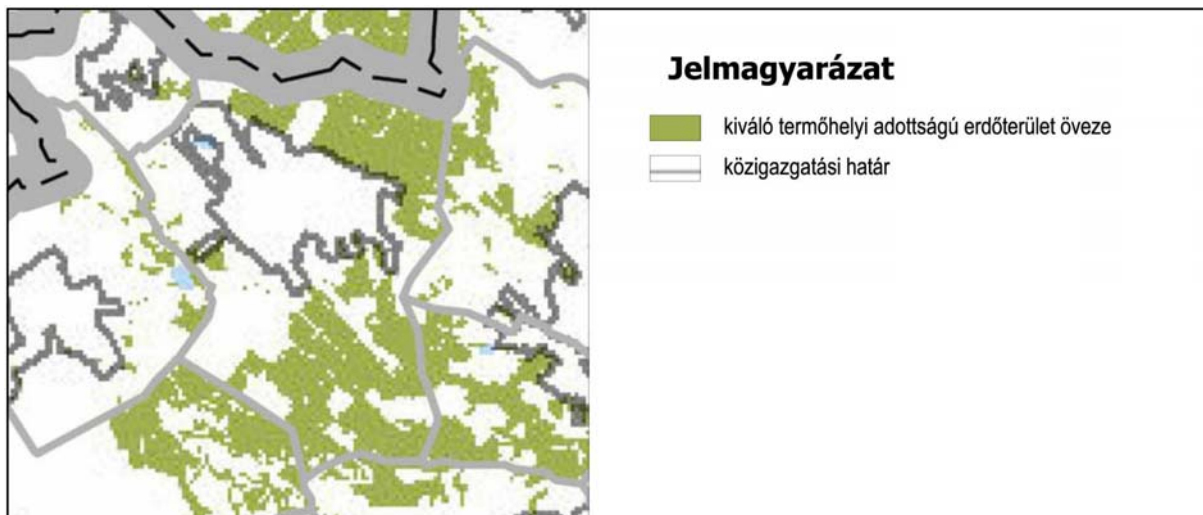 Jelmagyarázat
kiváló termőhelyi adottságú erdőterület öveze
közigazgatási határ